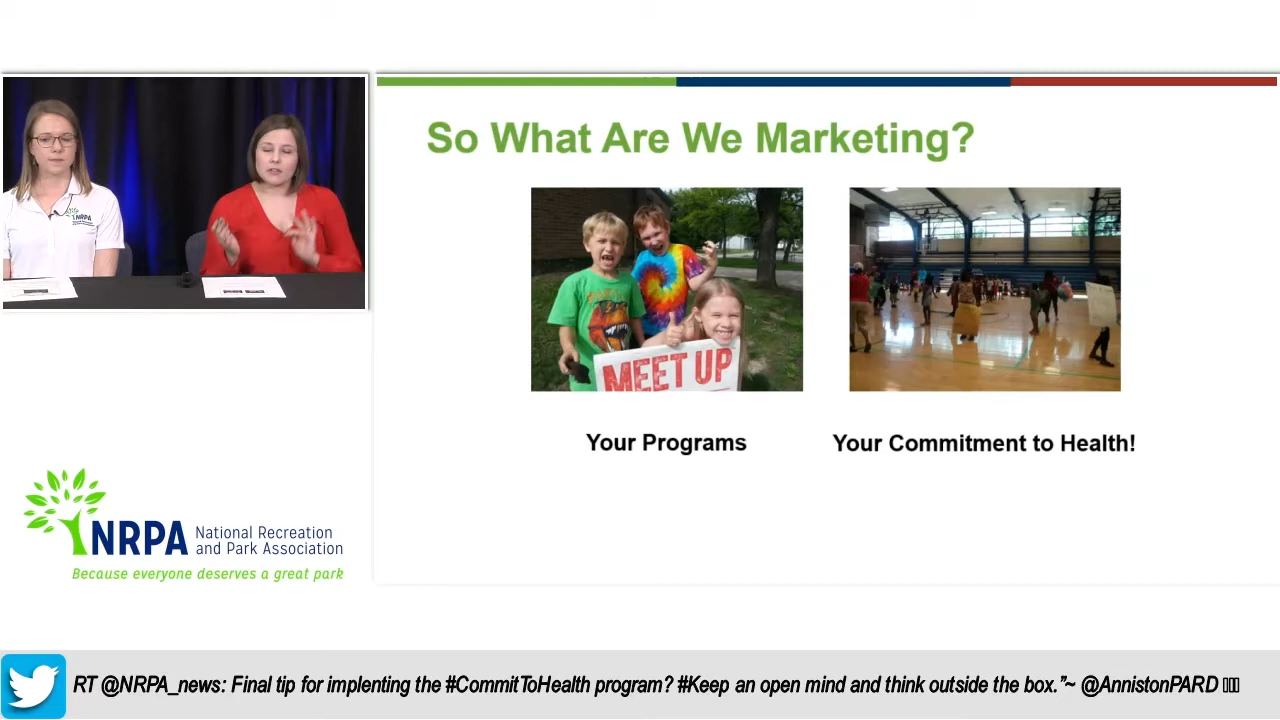 So What Are We Marketing?
NRPA
MEET UP
Your Programs
Your Commitment to Health!
NRPA National Recreation
and Park Association
Because everyone deserves a great park
RT @NRPA_news: Final tip for implenting the #CommitToHealth program? #Keep an open mind and think outside the box.”~ @AnnistonPARD